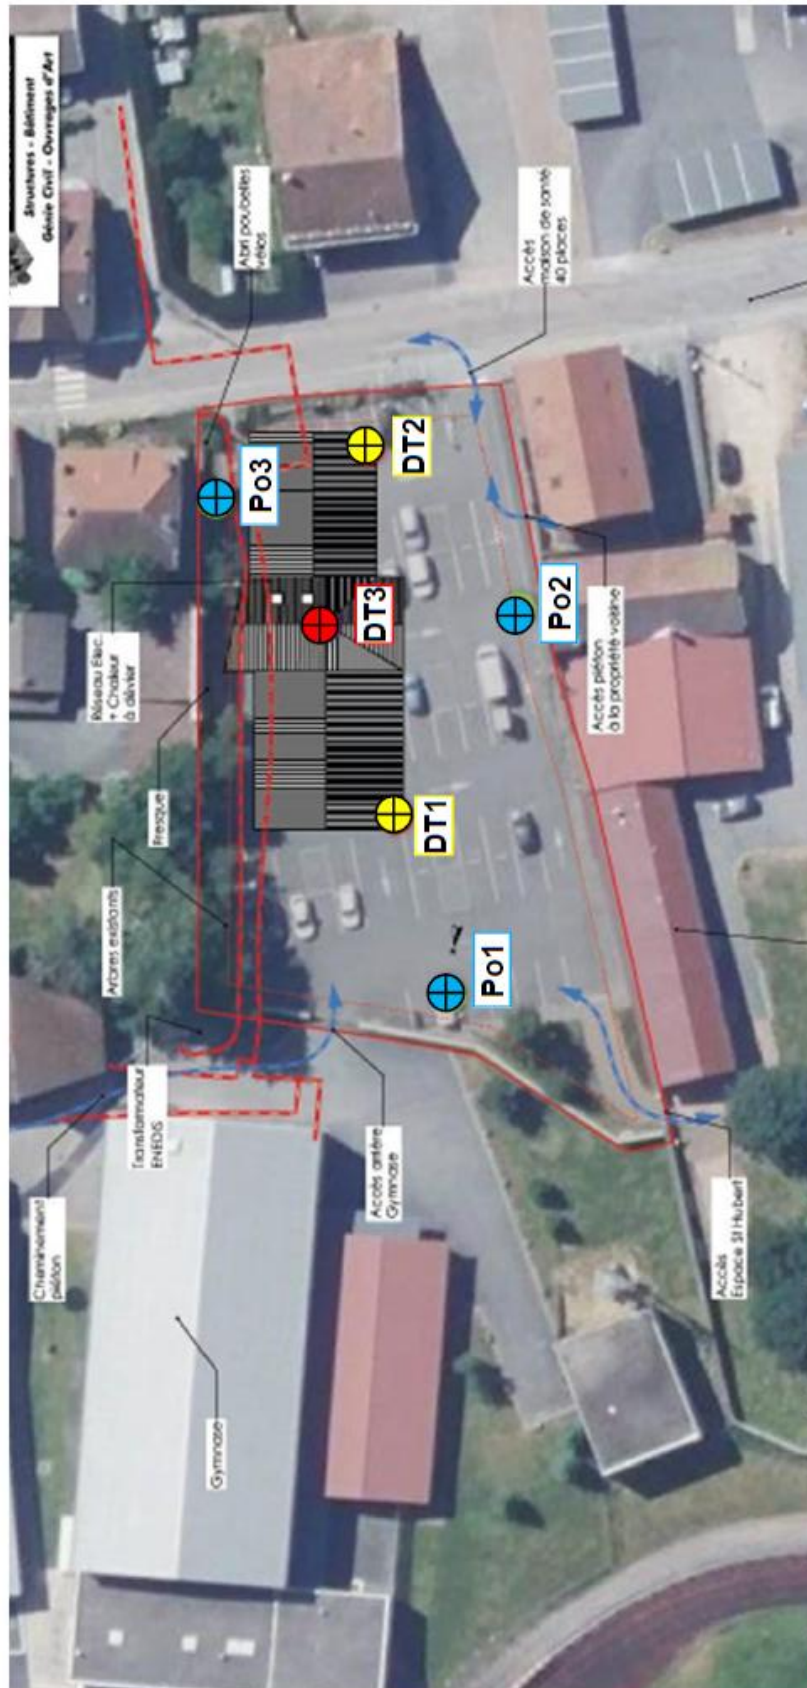 Structures - Bâtiment
Génie Civil - Ouvrages d'Art
Abri poubelles
vélos
Accès
maison de santé
40 places
Po3
DT2
Réseau Elec.
+ Chaleur
à dévier
DT3
Po2
Accès piéton
à la propriété voisine
Fresque
DT1
Arbres existants
Po1
Transformateur
ENEDIS
Accès arrière
Gymnase
Cheminement
piéton
Accès
Espace St Hubert
Gymnase